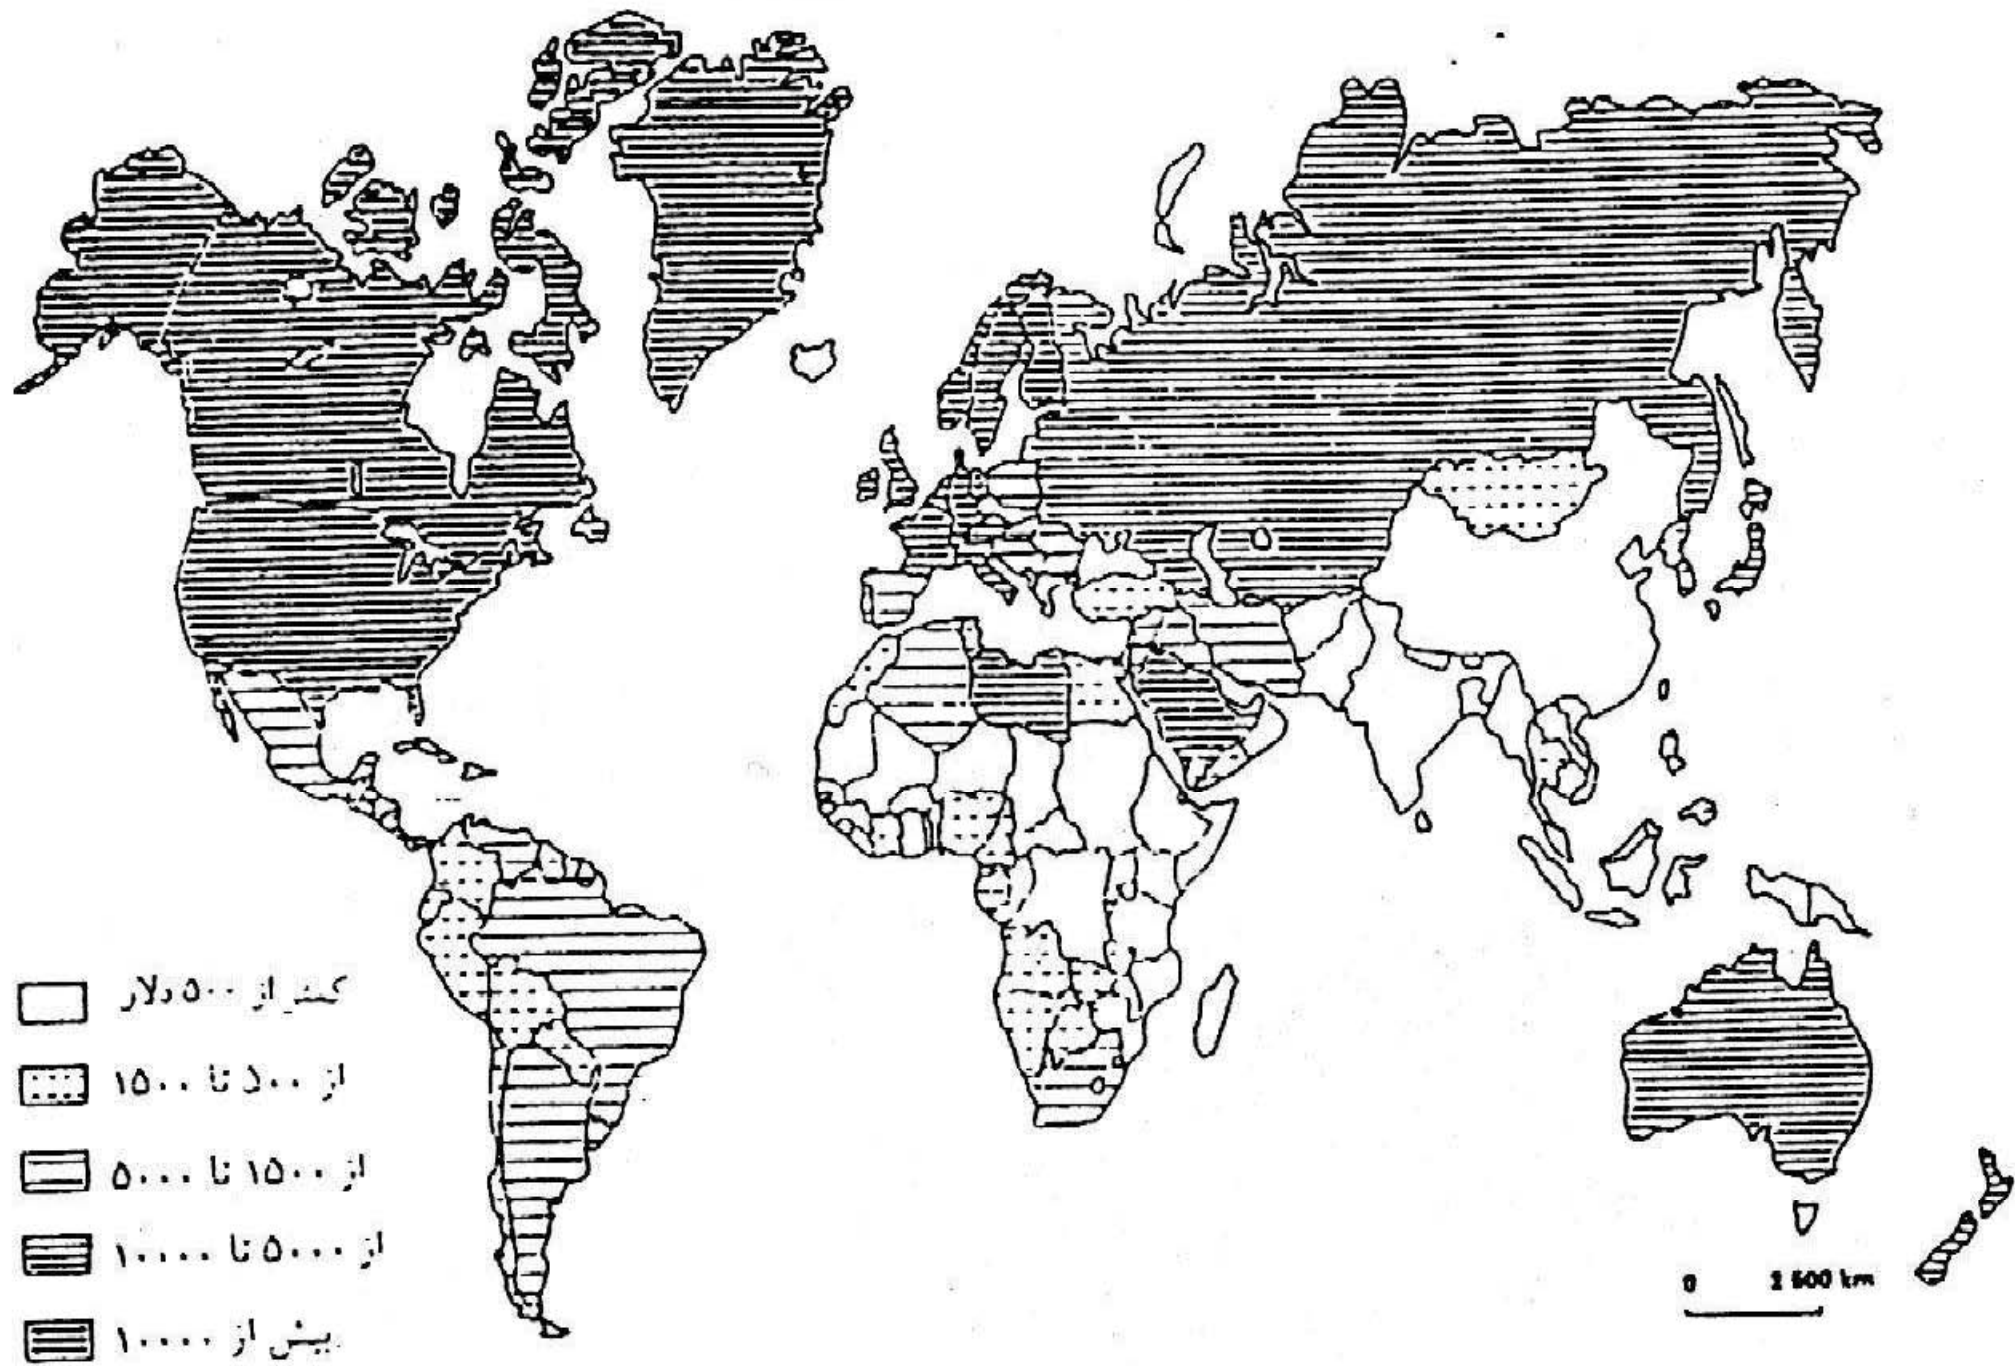 کمتر از ۵۰۰ دلار
از ۵۰۰ تا ۱۵۰۰
از ۱۵۰۰ تا ۵۰۰۰
از ۵۰۰۰ تا ۱۰۰۰۰
بیش از ۱۰۰۰۰
0 2 500 km